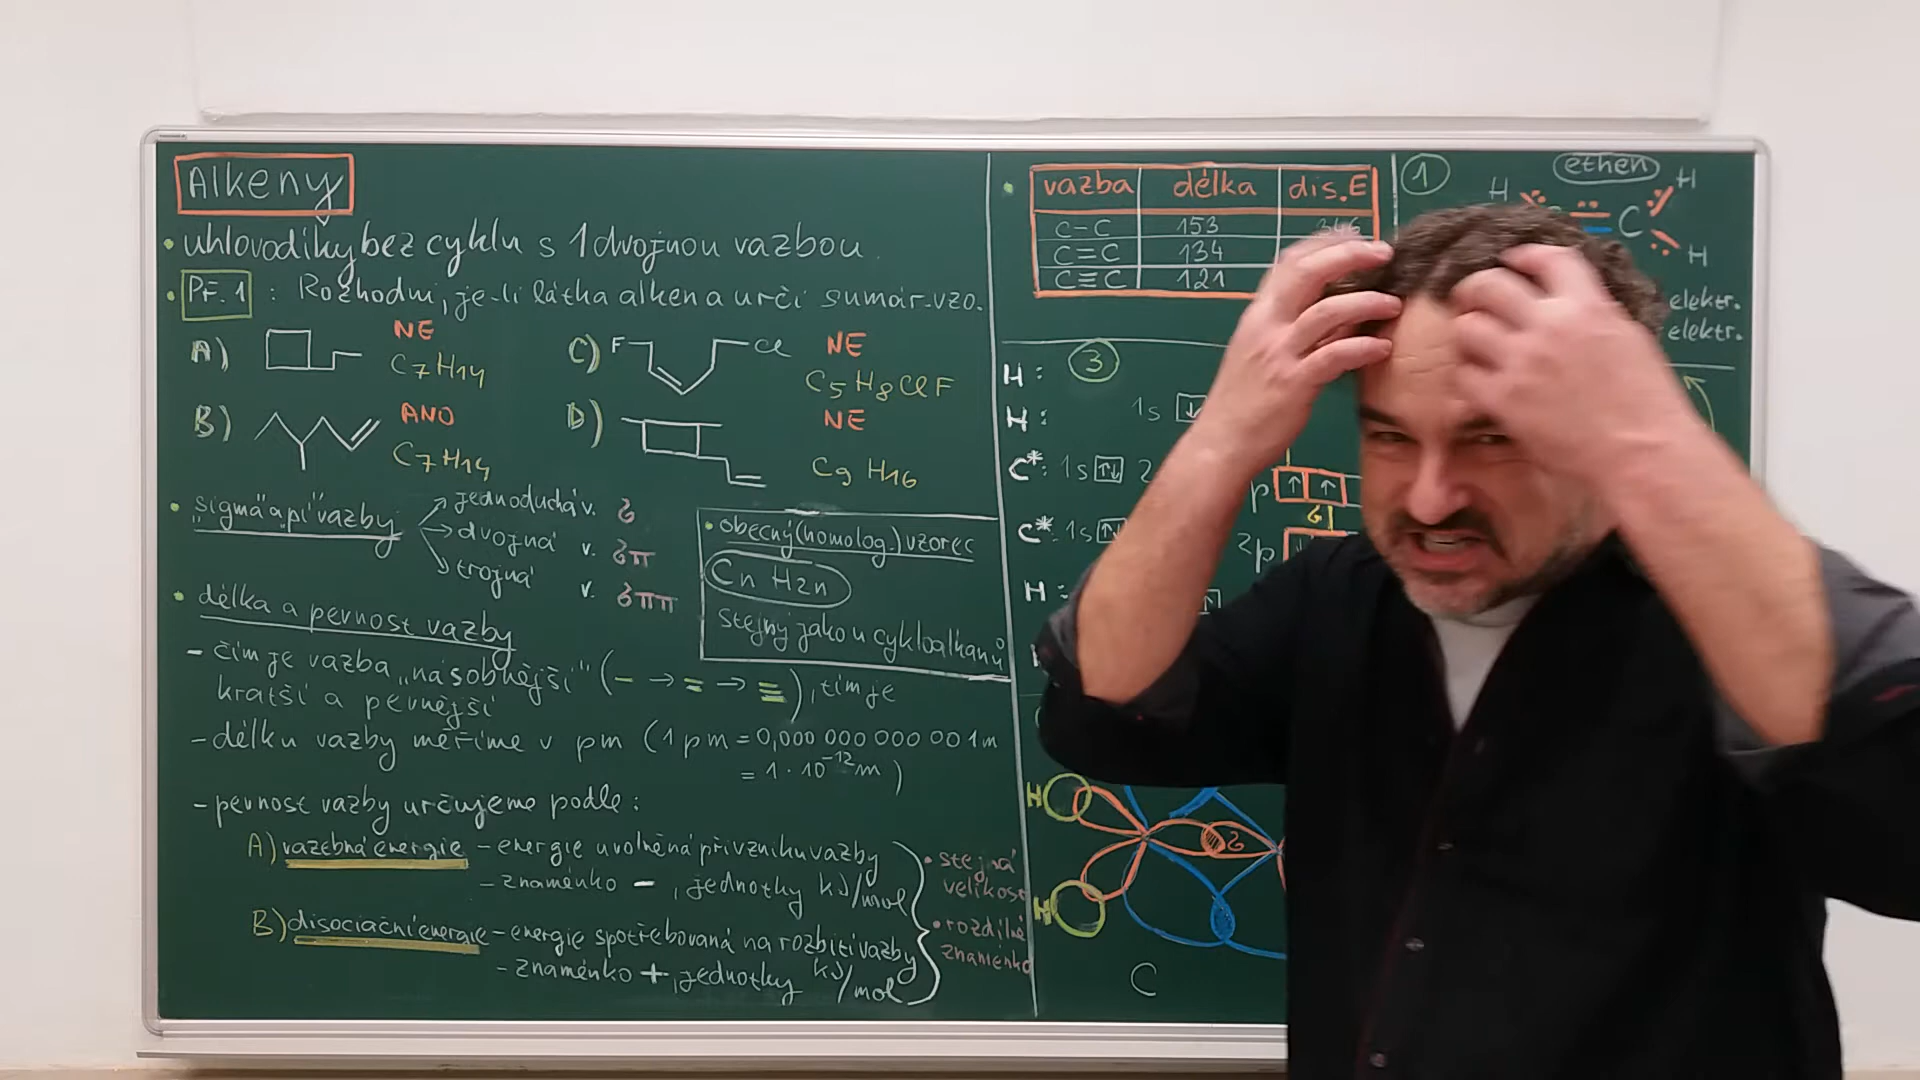 Alkeny
• uhlovodíky bez cyklu s 1 dvojnou vazbou
• Př. 1 : Rozhodni, je-li látka alken a urči sumár. vzo.
A) NE
C7H14
B) ANO
C7H14
C) F Cl NE
C5H8ClF
D) NE
C9H16
• "sigma" a "pí" vazby
jednoduchá v. σ
dvojná v. σπ
trojná v. σππ
• obecný (homolog.) vzorec
CnH2n
stejný jako u cykloalkanů
• délka a pevnost vazby
- čím je vazba „násobnější" (- → = → ≡), tím je
kratší a pevnější
- délku vazby měříme v pm (1 pm = 0,000 000 000 001m
= 1 · 10⁻¹² m)
- pevnost vazby určujeme podle:
A) vazebná energie - energie uvolněná při vzniku vazby
- znaménko - , jednotky kJ/mol
B) disociační energie - energie spotřebovaná na rozbití vazby
- znaménko + , jednotky kJ/mol
• stejná
velikost
• rozdílné
znaménko
• vazba délka dis.E
C-C 153 346
C=C 134
C≡C 121
1 ethen
H H
C
H
elektr.
elektr.
3
H:
H: 1s ↓
C*: 1s ↑↓ 2 p ↑ ↑
σ
C*: 1s 2p
H:
H σ
H
C